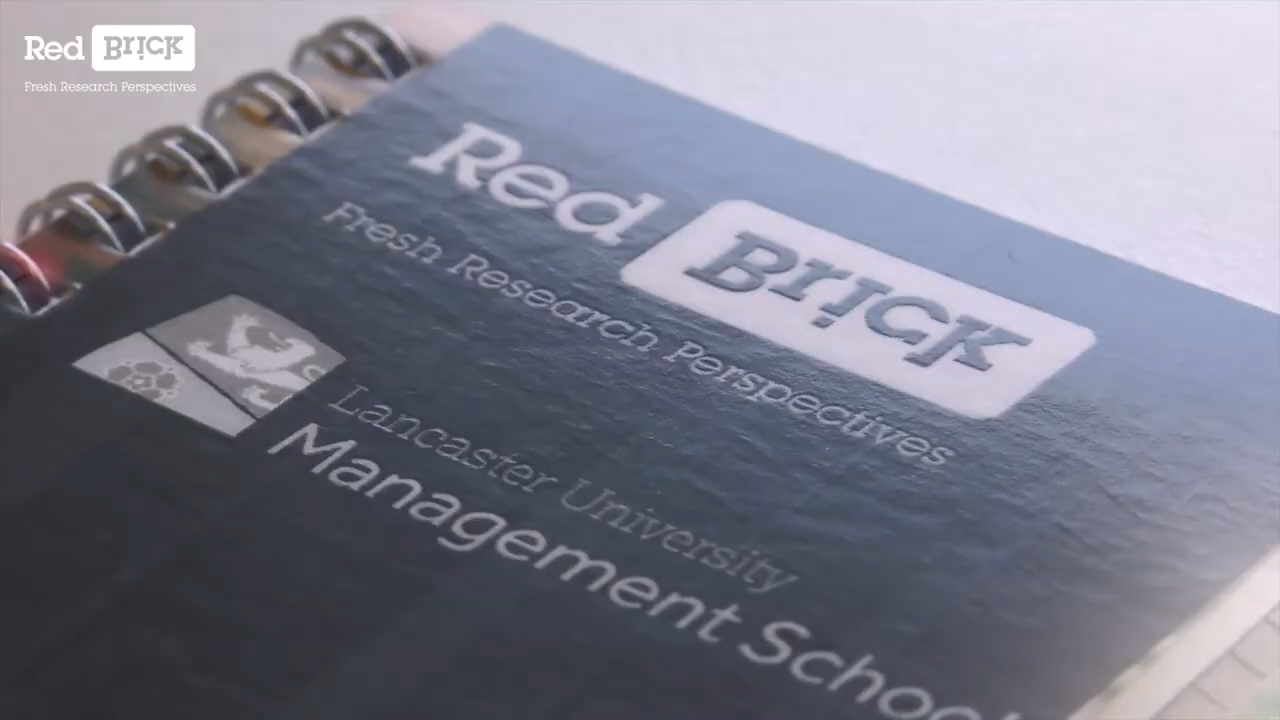 Red Brick
Fresh Research Perspectives
Red Brick
Fresh Research Perspectives
Lancaster University
Management School